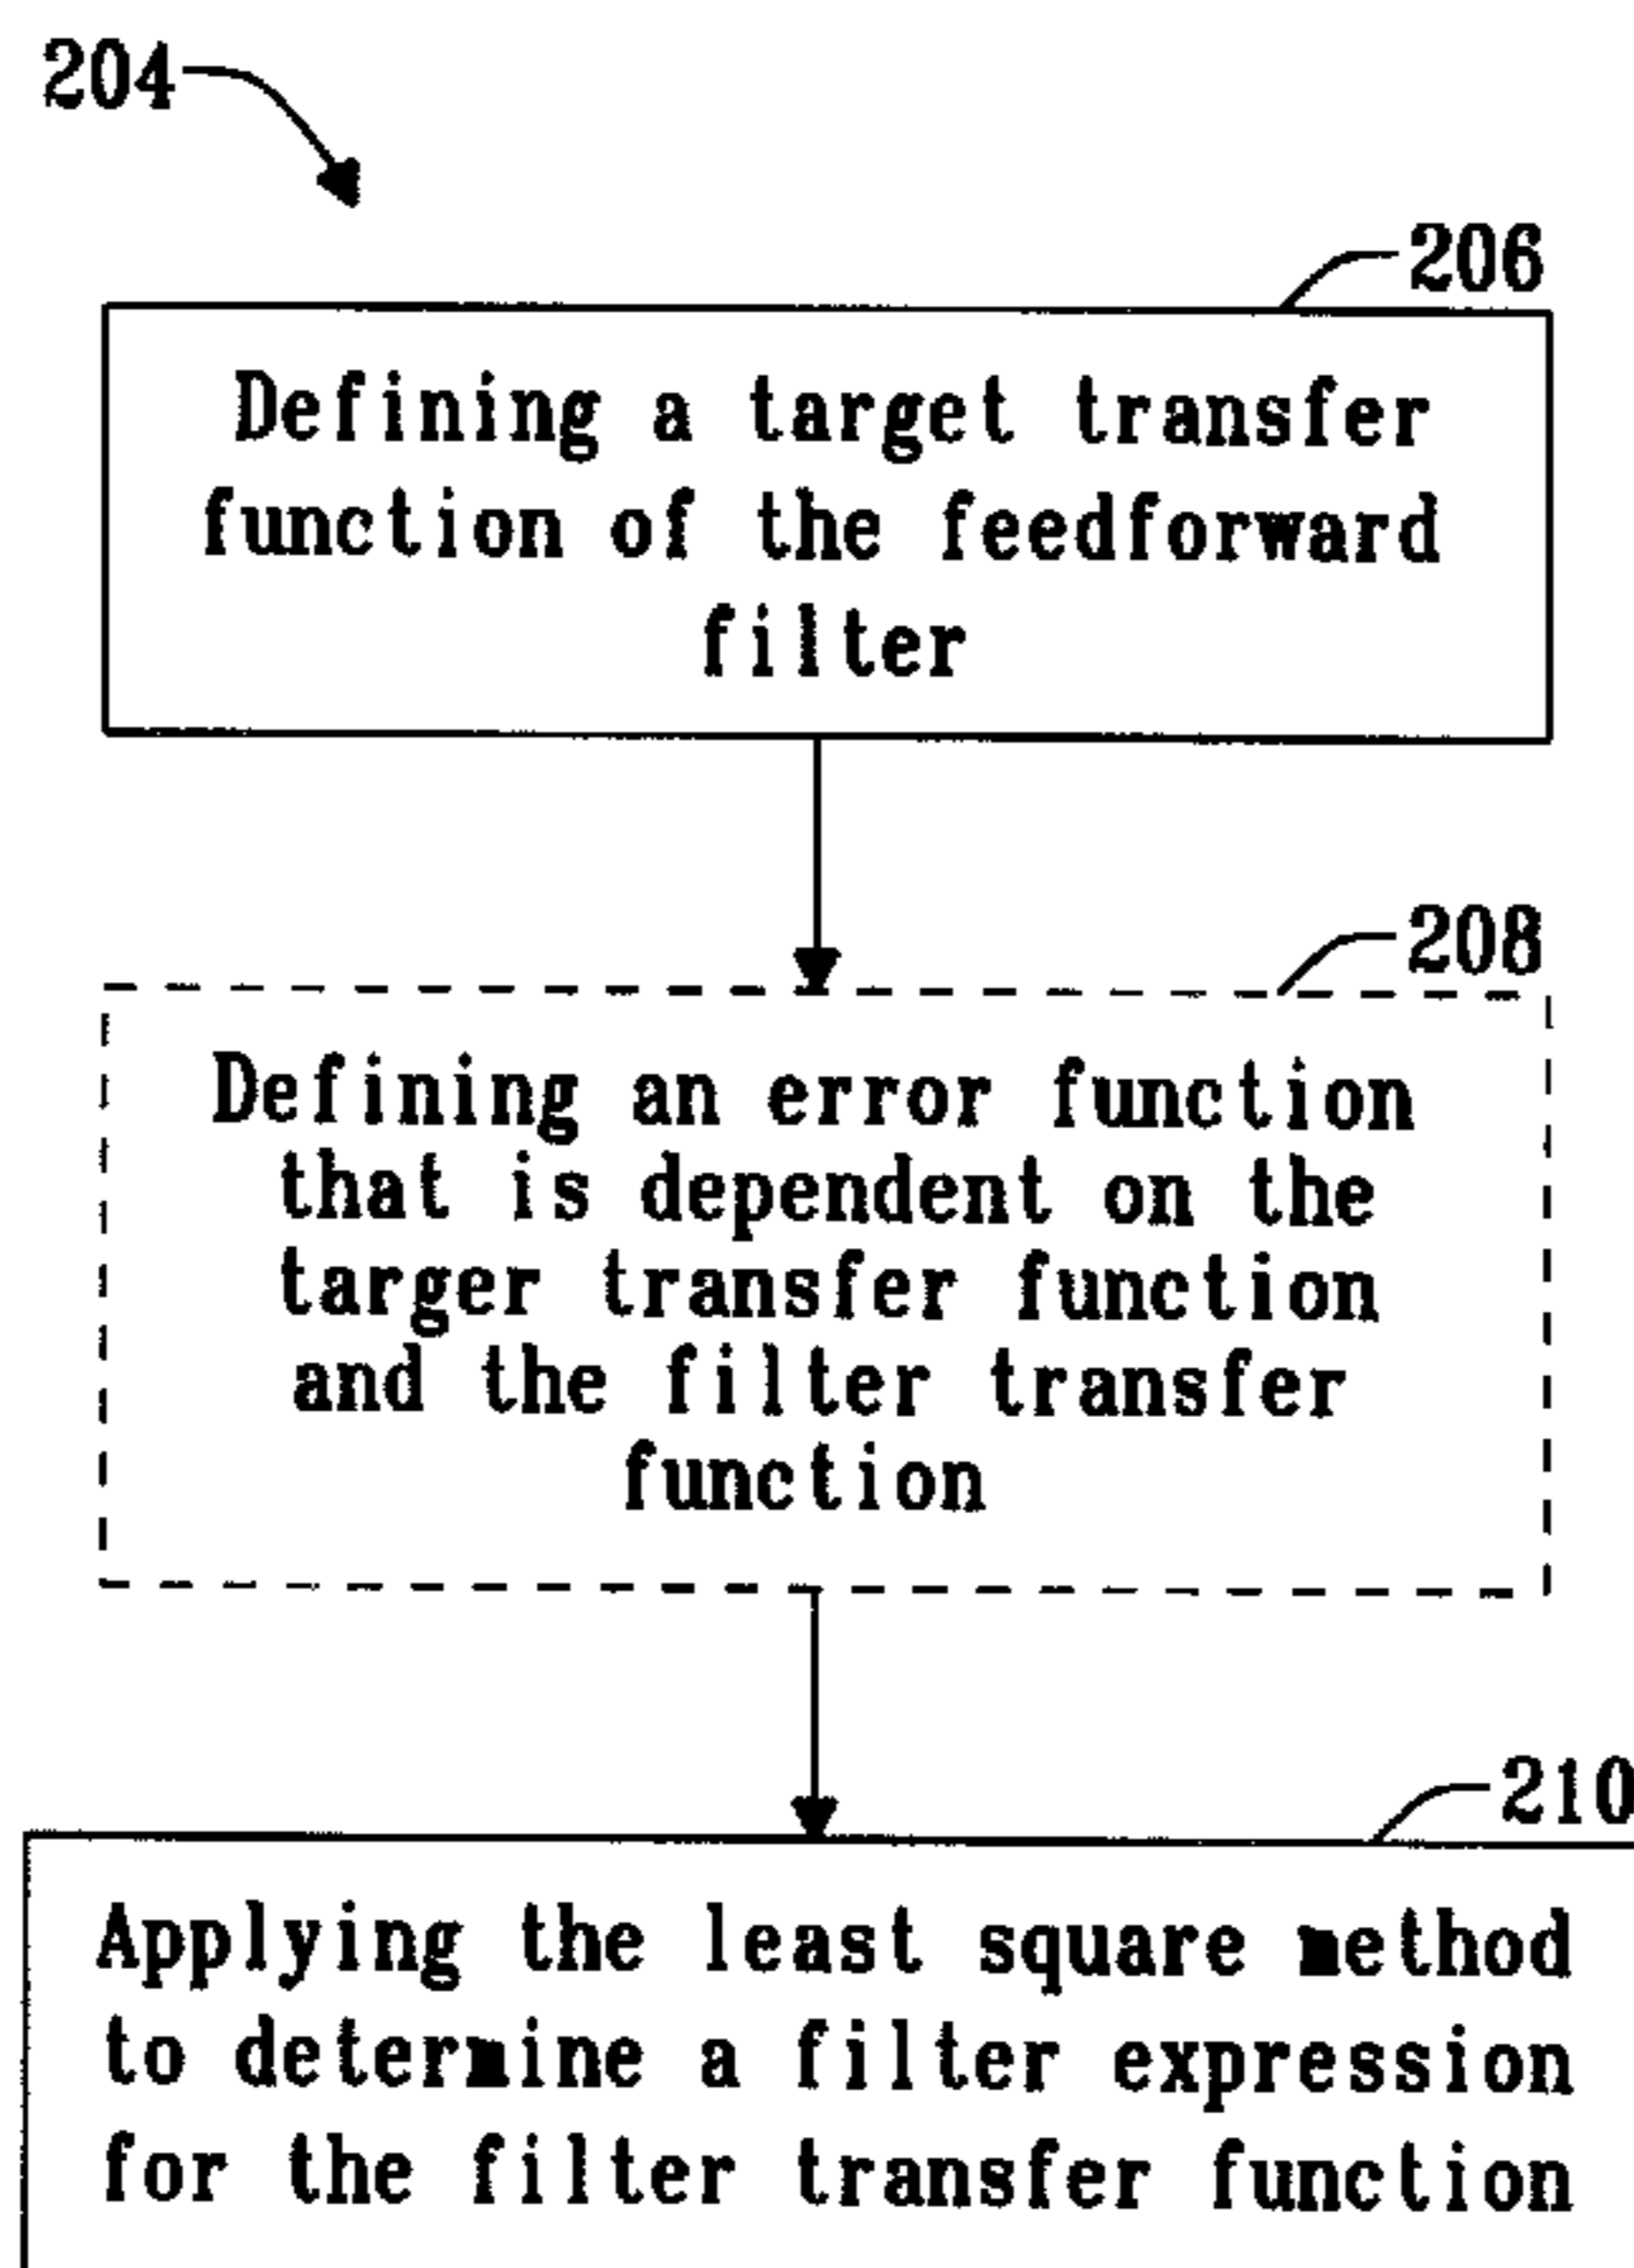 204
206
Defining a target transfer
function of the feedforward
filter
208
Defining an error function
that is dependent on the
targer transfer function
and the filter transfer
function
210
Applying the least square method
to determine a filter expression
for the filter transfer function